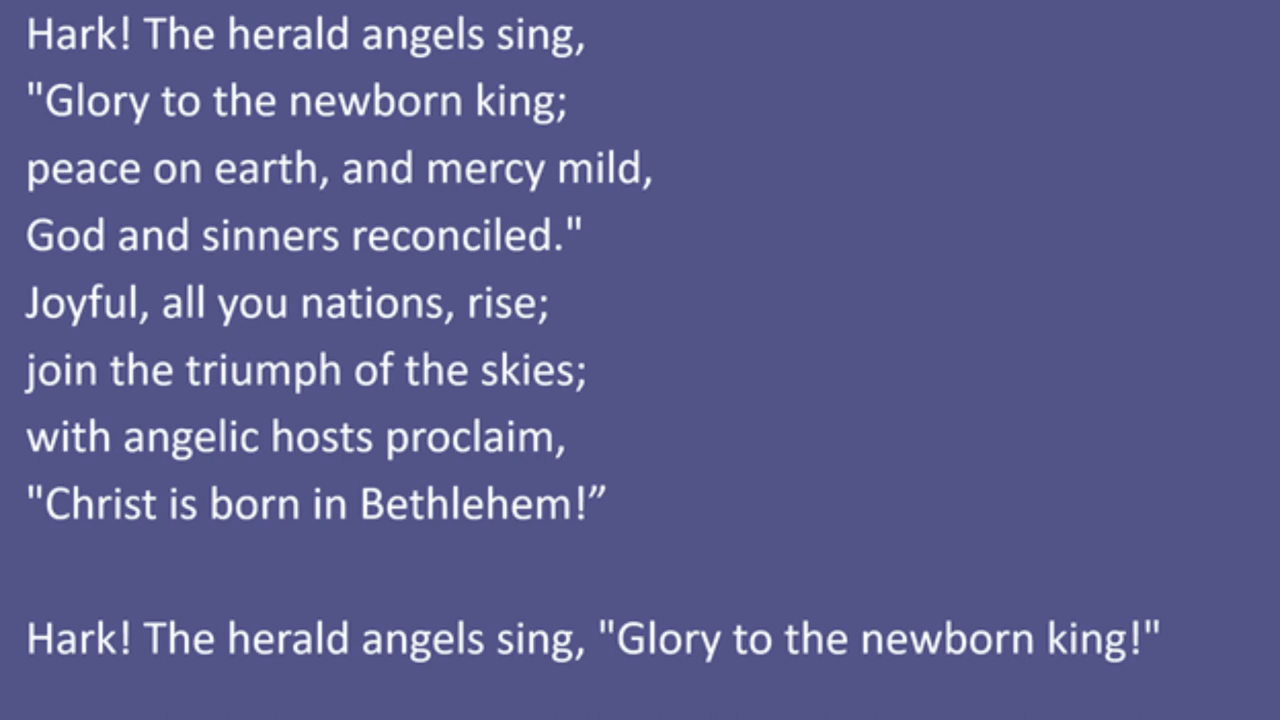 Hark! The herald angels sing,
"Glory to the newborn king;
peace on earth, and mercy mild,
God and sinners reconciled."
Joyful, all you nations, rise;
join the triumph of the skies;
with angelic hosts proclaim,
"Christ is born in Bethlehem!”
Hark! The herald angels sing, "Glory to the newborn king!"